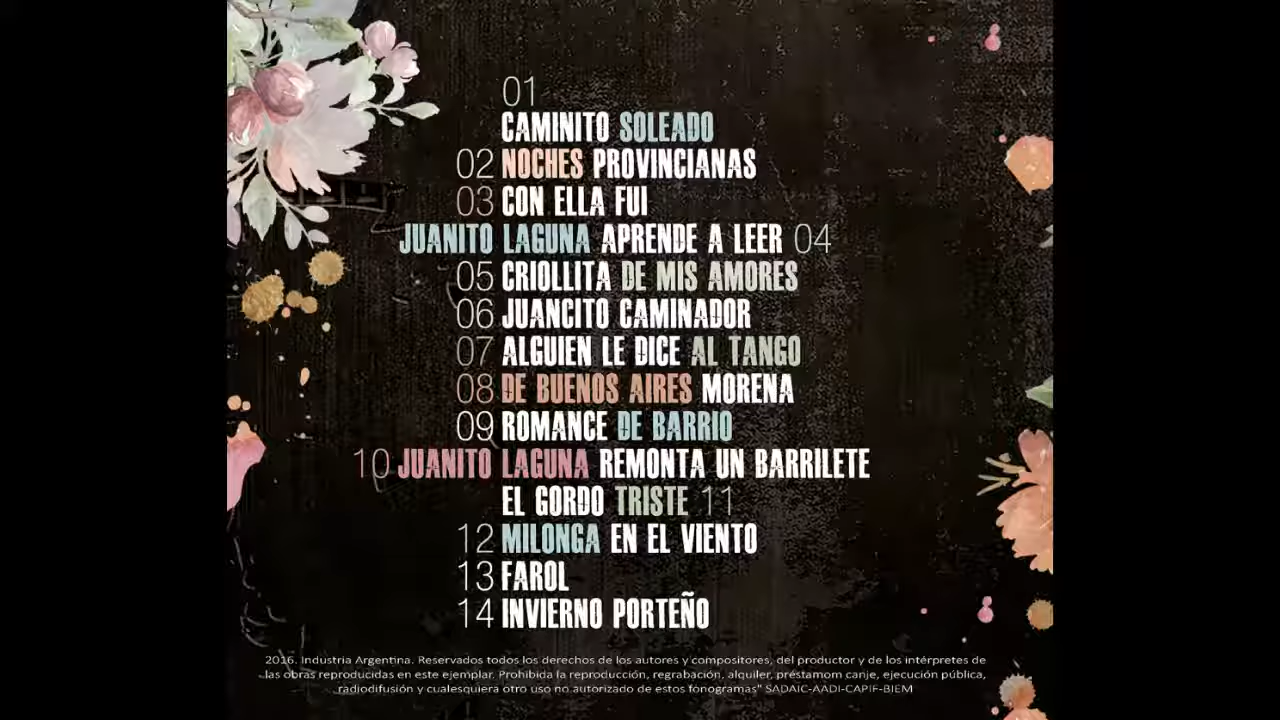 01
CAMINITO SOLEADO
02 NOCHES PROVINCIANAS
03 CON ELLA FUI
JUANITO LAGUNA APRENDE A LEER 04
05 CRIOLLITA DE MIS AMORES
06 JUANCITO CAMINADOR
07 ALGUIEN LE DICE AL TANGO
08 DE BUENOS AIRES MORENA
09 ROMANCE DE BARRIO
10 JUANITO LAGUNA REMONTA UN BARRILETE
EL GORDO TRISTE 11
12 MILONGA EN EL VIENTO
13 FAROL
14 INVIERNO PORTEÑO
2016. Industria Argentina. Reservados todos los derechos de los autores y compositores, del productor y de los intérpretes de
las obras reproducidas en este ejemplar. Prohibida la reproducción, regrabación, alquiler, préstamom canje, ejecución pública,
radiodifusión y cualesquiera otro uso no autorizado de estos fonogramas" SADAIC-AADI-CAPIF-BIEM